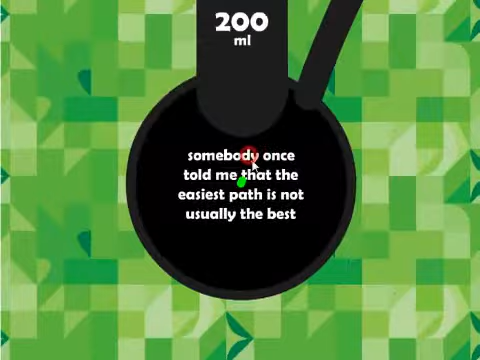 200
ml
somebody once
told me that the
easiest path is not
usually the best